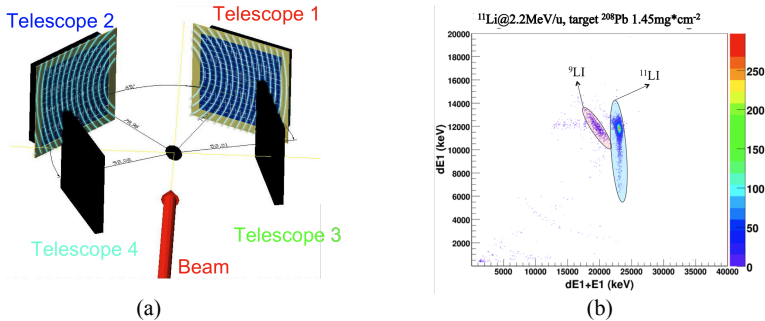 Telescope 2
Telescope 1
Telescope 4
Telescope 3
Beam
(a)
¹¹Li@2.2MeV/u, target ²⁰⁸Pb 1.45mg*cm⁻²
⁹LI
¹¹LI
dE1 (keV)
20000
18000
16000
14000
12000
10000
8000
6000
4000
2000
5000 10000 15000 20000 25000 30000 35000 40000
dE1+E1 (keV)
250
200
150
100
50
0
(b)